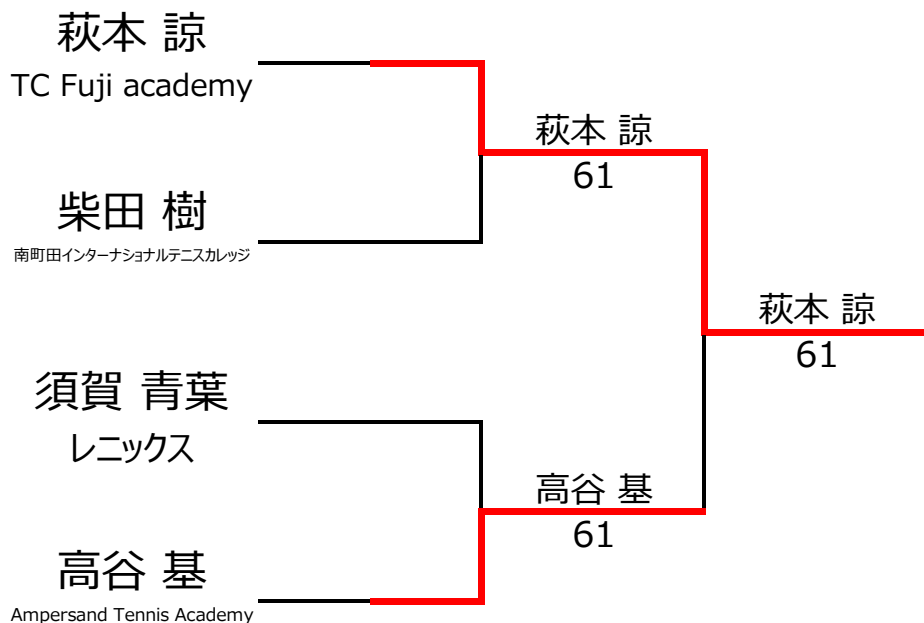 萩本 諒
TC Fuji academy
柴田 樹
南町田インターナショナルテニスカレッジ
須賀 青葉
レニックス
高谷 基
Ampersand Tennis Academy
萩本 諒
61
高谷 基
61
萩本 諒
61